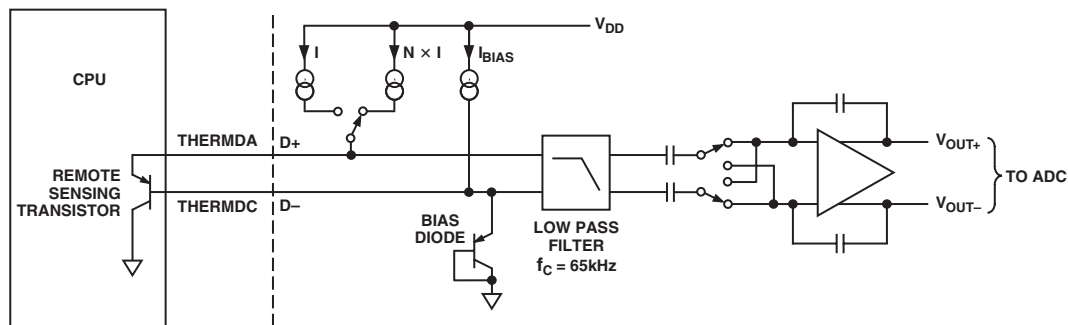 CPU
V_DD
I
N × I
I_BIAS
THERMDA
D+
REMOTE
SENSING
TRANSISTOR
THERMDC
D–
BIAS
DIODE
LOW PASS
FILTER
f_C = 65kHz
V_OUT+
TO ADC
V_OUT–